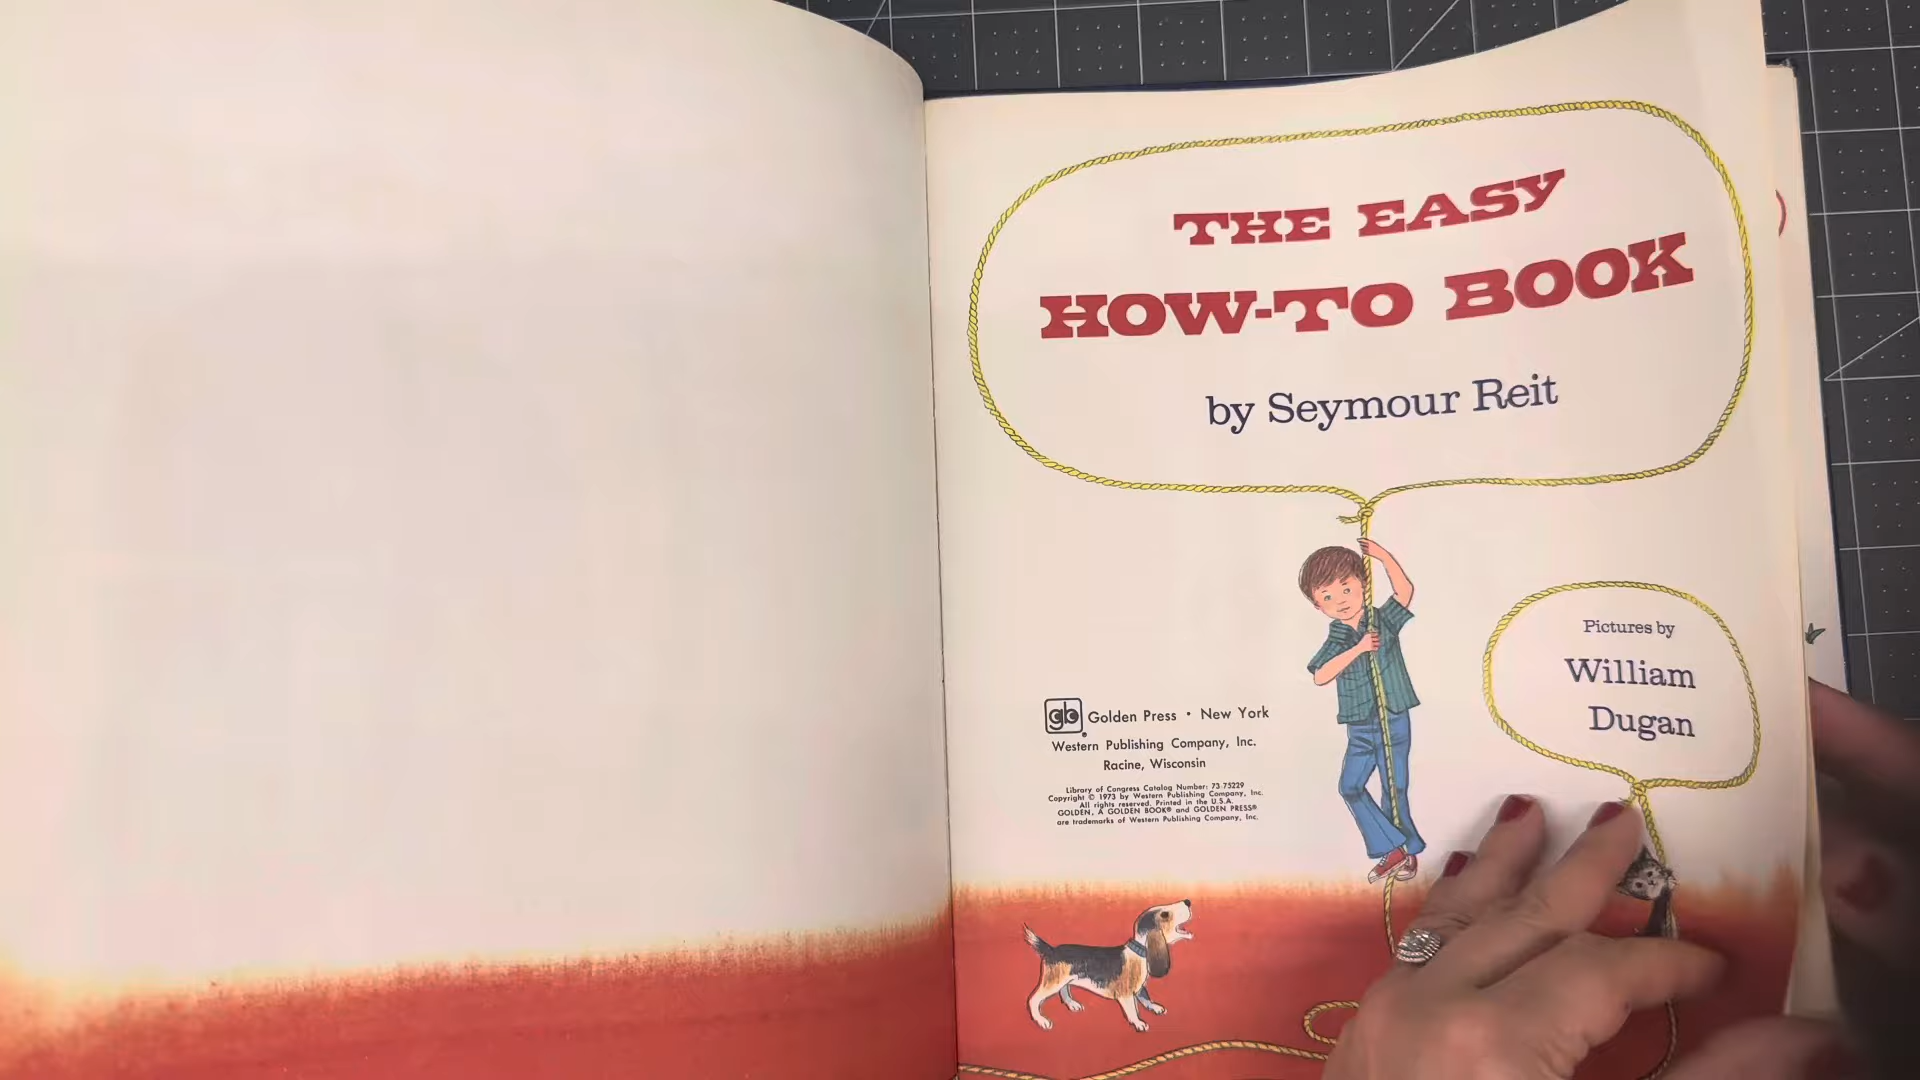 THE EASY
HOW-TO BOOK
by Seymour Reit
Pictures by
William
Dugan
gb Golden Press • New York
Western Publishing Company, Inc.
Racine, Wisconsin
Library of Congress Catalog Number: 73-75229
Copyright © 1973 by Western Publishing Company, Inc.
All rights reserved. Printed in the U.S.A.
GOLDEN, A GOLDEN BOOK® and GOLDEN PRESS®
are trademarks of Western Publishing Company, Inc.